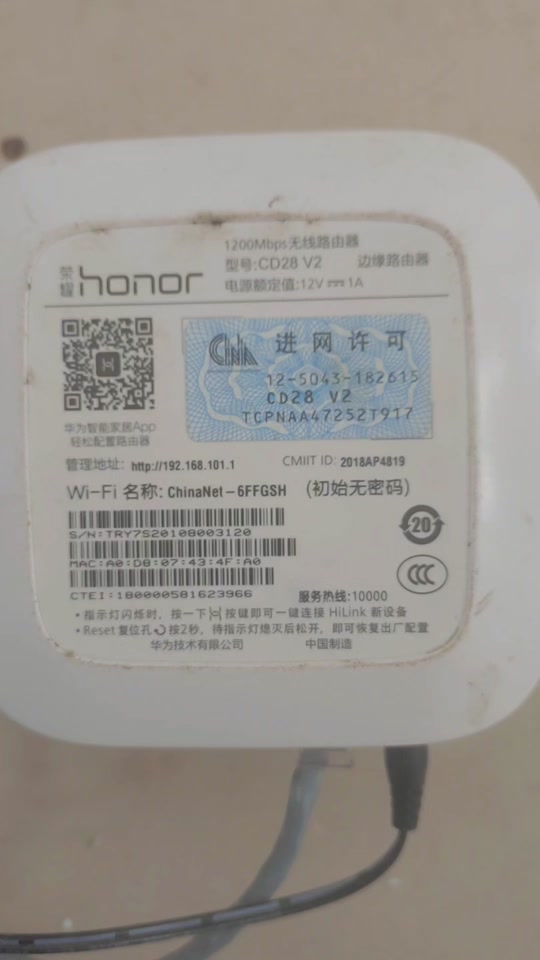 1200Mbps无线路由器
荣耀 honor 型号:CD28 V2 边缘路由器
电源额定值:12V⎓1A
进网许可
12-5043-182615
CD28 V2
TCPNAA47252T917
华为智能家居App
轻松配置路由器
管理地址: http://192.168.101.1 CMIIT ID: 2018AP4819
Wi-Fi 名称: ChinaNet-6FFGSH (初始无密码)
20
S/N:TRY7S20108003120
MAC:A0:D8:07:43:4F:A0
CCC
CTEI:180000581623966 服务热线:10000
•指示灯闪烁时，按一下 按键即可一键连接 HiLink 新设备
•Reset 复位孔 按2秒，待指示灯熄灭后松开，即可恢复出厂配置
华为技术有限公司 中国制造